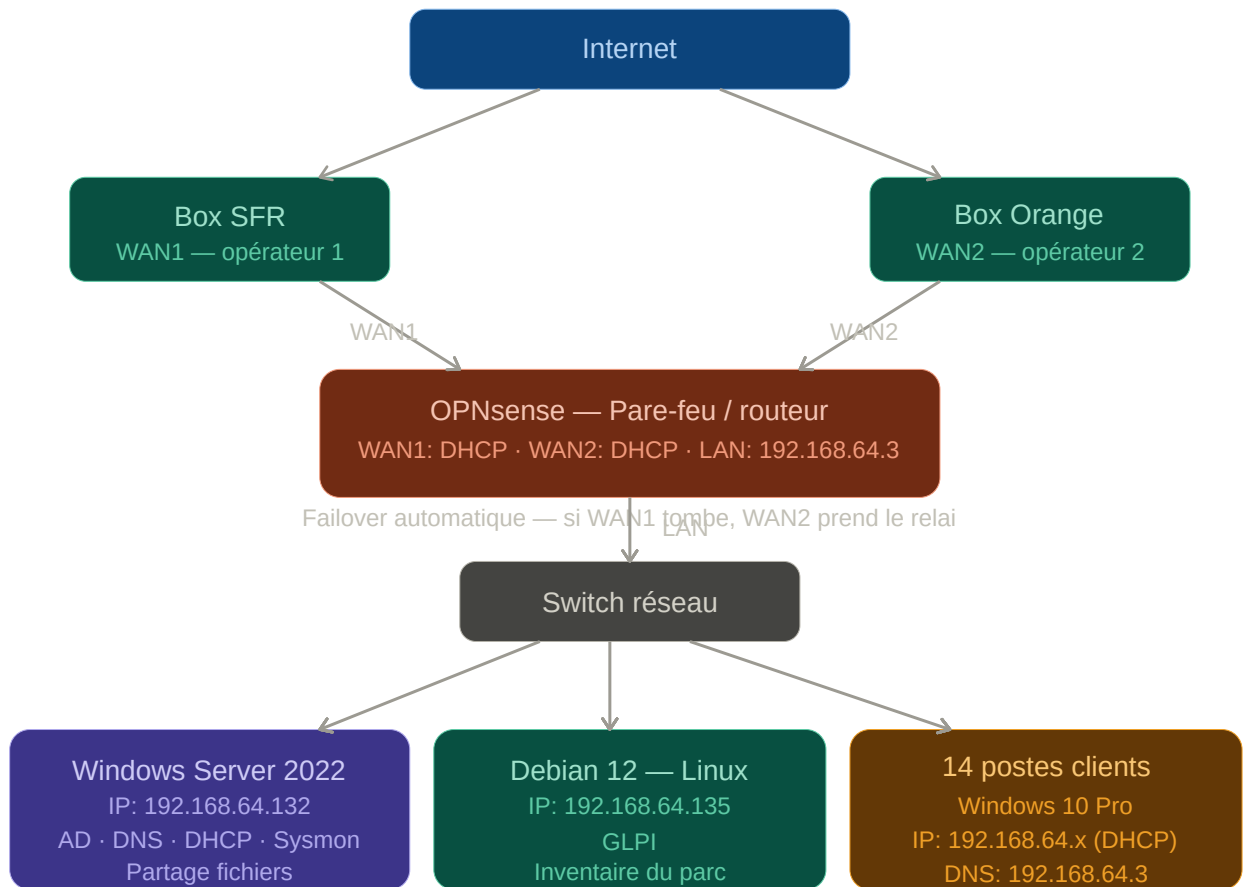 Internet
Box SFR
WAN1 — opérateur 1
Box Orange
WAN2 — opérateur 2
WAN1
WAN2
OPNsense — Pare-feu / routeur
WAN1: DHCP · WAN2: DHCP · LAN: 192.168.64.3
Failover automatique — si WAN1 tombe, WAN2 prend le relai
LAN
Switch réseau
Windows Server 2022
IP: 192.168.64.132
AD · DNS · DHCP · Sysmon
Partage fichiers
Debian 12 — Linux
IP: 192.168.64.135
GLPI
Inventaire du parc
14 postes clients
Windows 10 Pro
IP: 192.168.64.x (DHCP)
DNS: 192.168.64.3